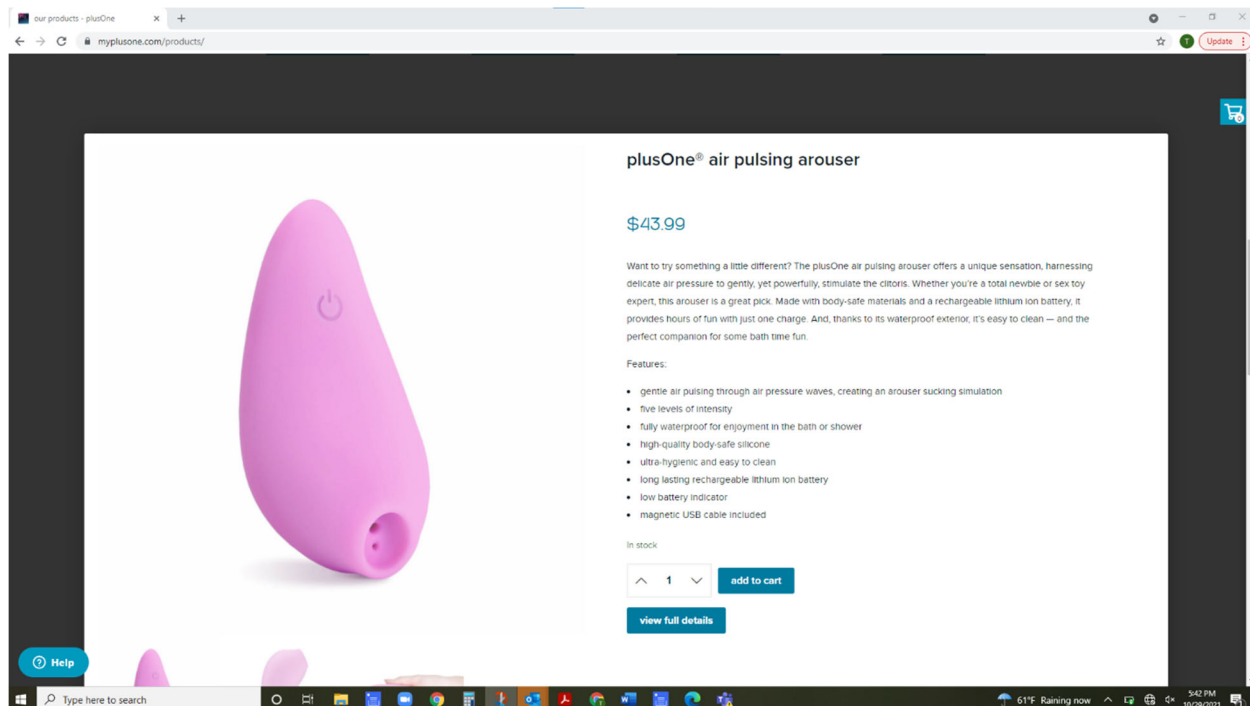 our products - plusOne
myplusone.com/products/
T
Update
0
plusOne® air pulsing arouser
$43.99
Want to try something a little different? The plusOne air pulsing arouser offers a unique sensation, harnessing
delicate air pressure to gently, yet powerfully, stimulate the clitoris. Whether you're a total newbie or sex toy
expert, this arouser is a great pick. Made with body-safe materials and a rechargeable lithium ion battery, it
provides hours of fun with just one charge. And, thanks to its waterproof exterior, it's easy to clean — and the
perfect companion for some bath time fun.
Features:
• gentle air pulsing through air pressure waves, creating an arouser sucking simulation
• five levels of intensity
• fully waterproof for enjoyment in the bath or shower
• high-quality body-safe silicone
• ultra-hygienic and easy to clean
• long lasting rechargeable lithium ion battery
• low battery indicator
• magnetic USB cable included
In stock
1
add to cart
view full details
Help
Type here to search
61°F Raining now
5:42 PM
10/29/2021